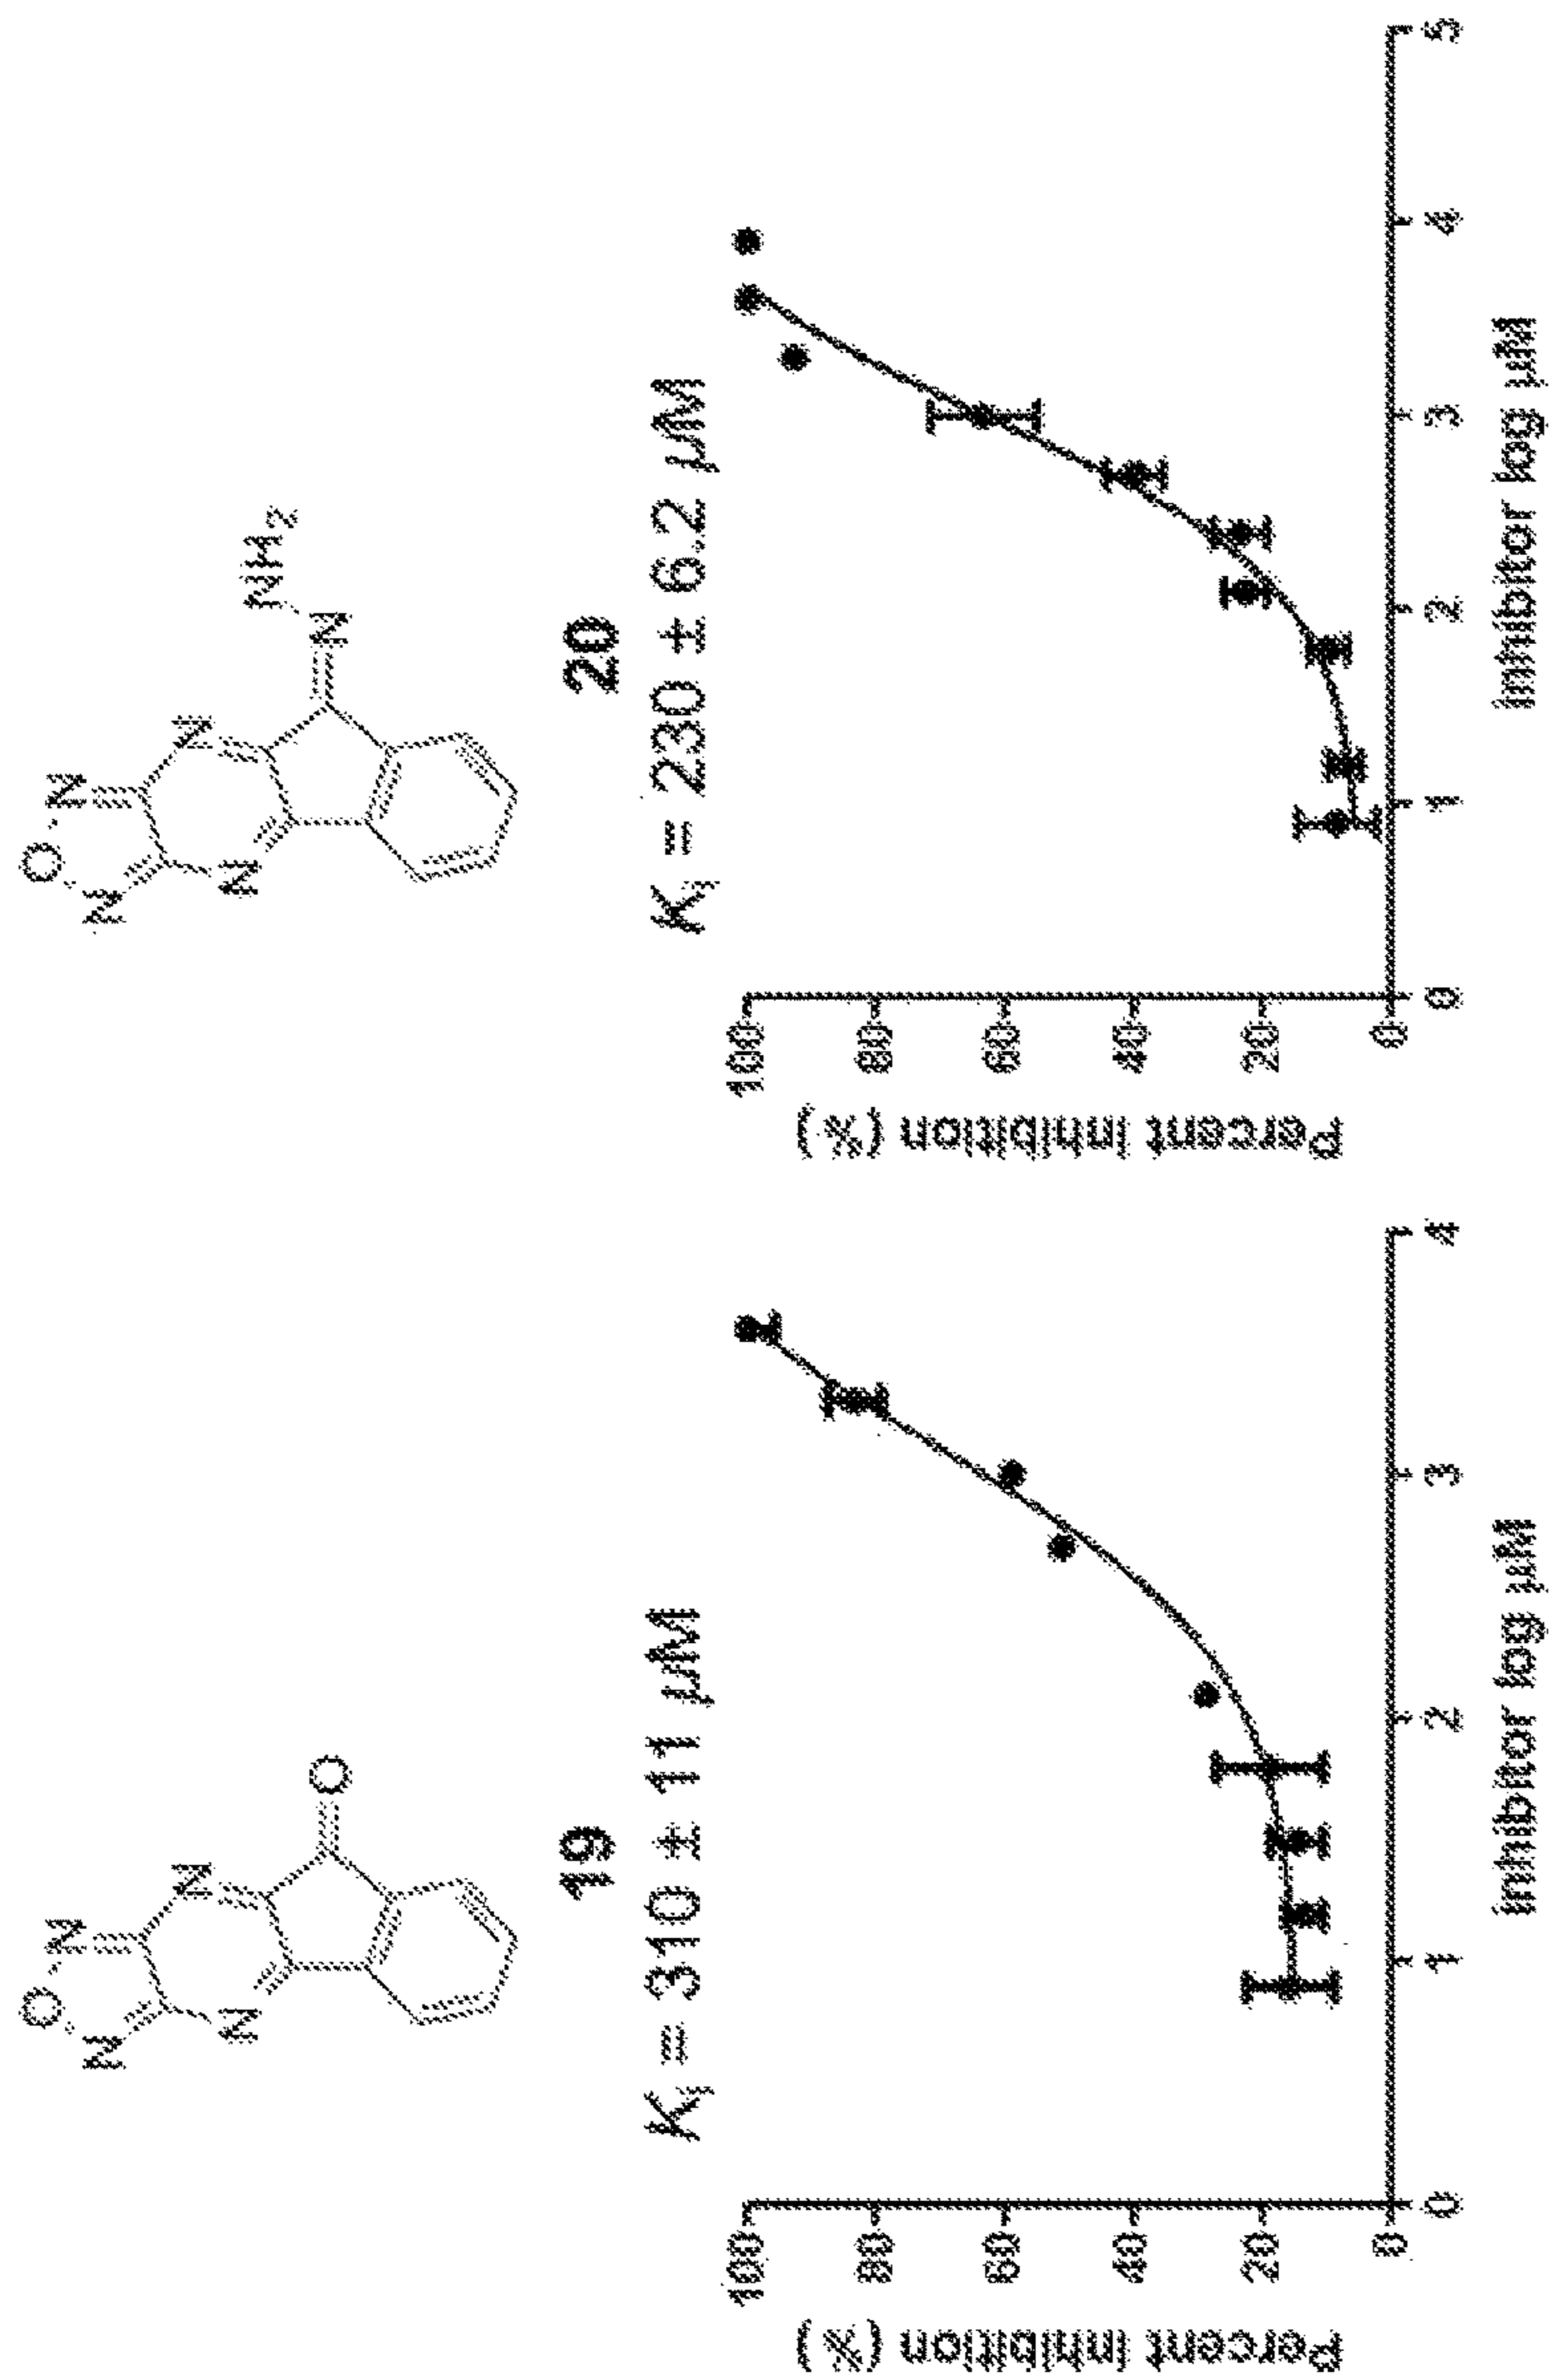 N
O
N
N
N
O
19
Kᵢ = 310 ± 11 μM
Percent inhibition (%)
100
80
60
40
20
0
0
1
2
3
4
inhibitor log μM
N
O
N
N
N
N
NH₂
20
Kᵢ = 230 ± 6.2 μM
Percent inhibition (%)
100
80
60
40
20
0
0
1
2
3
4
5
inhibitor log μM